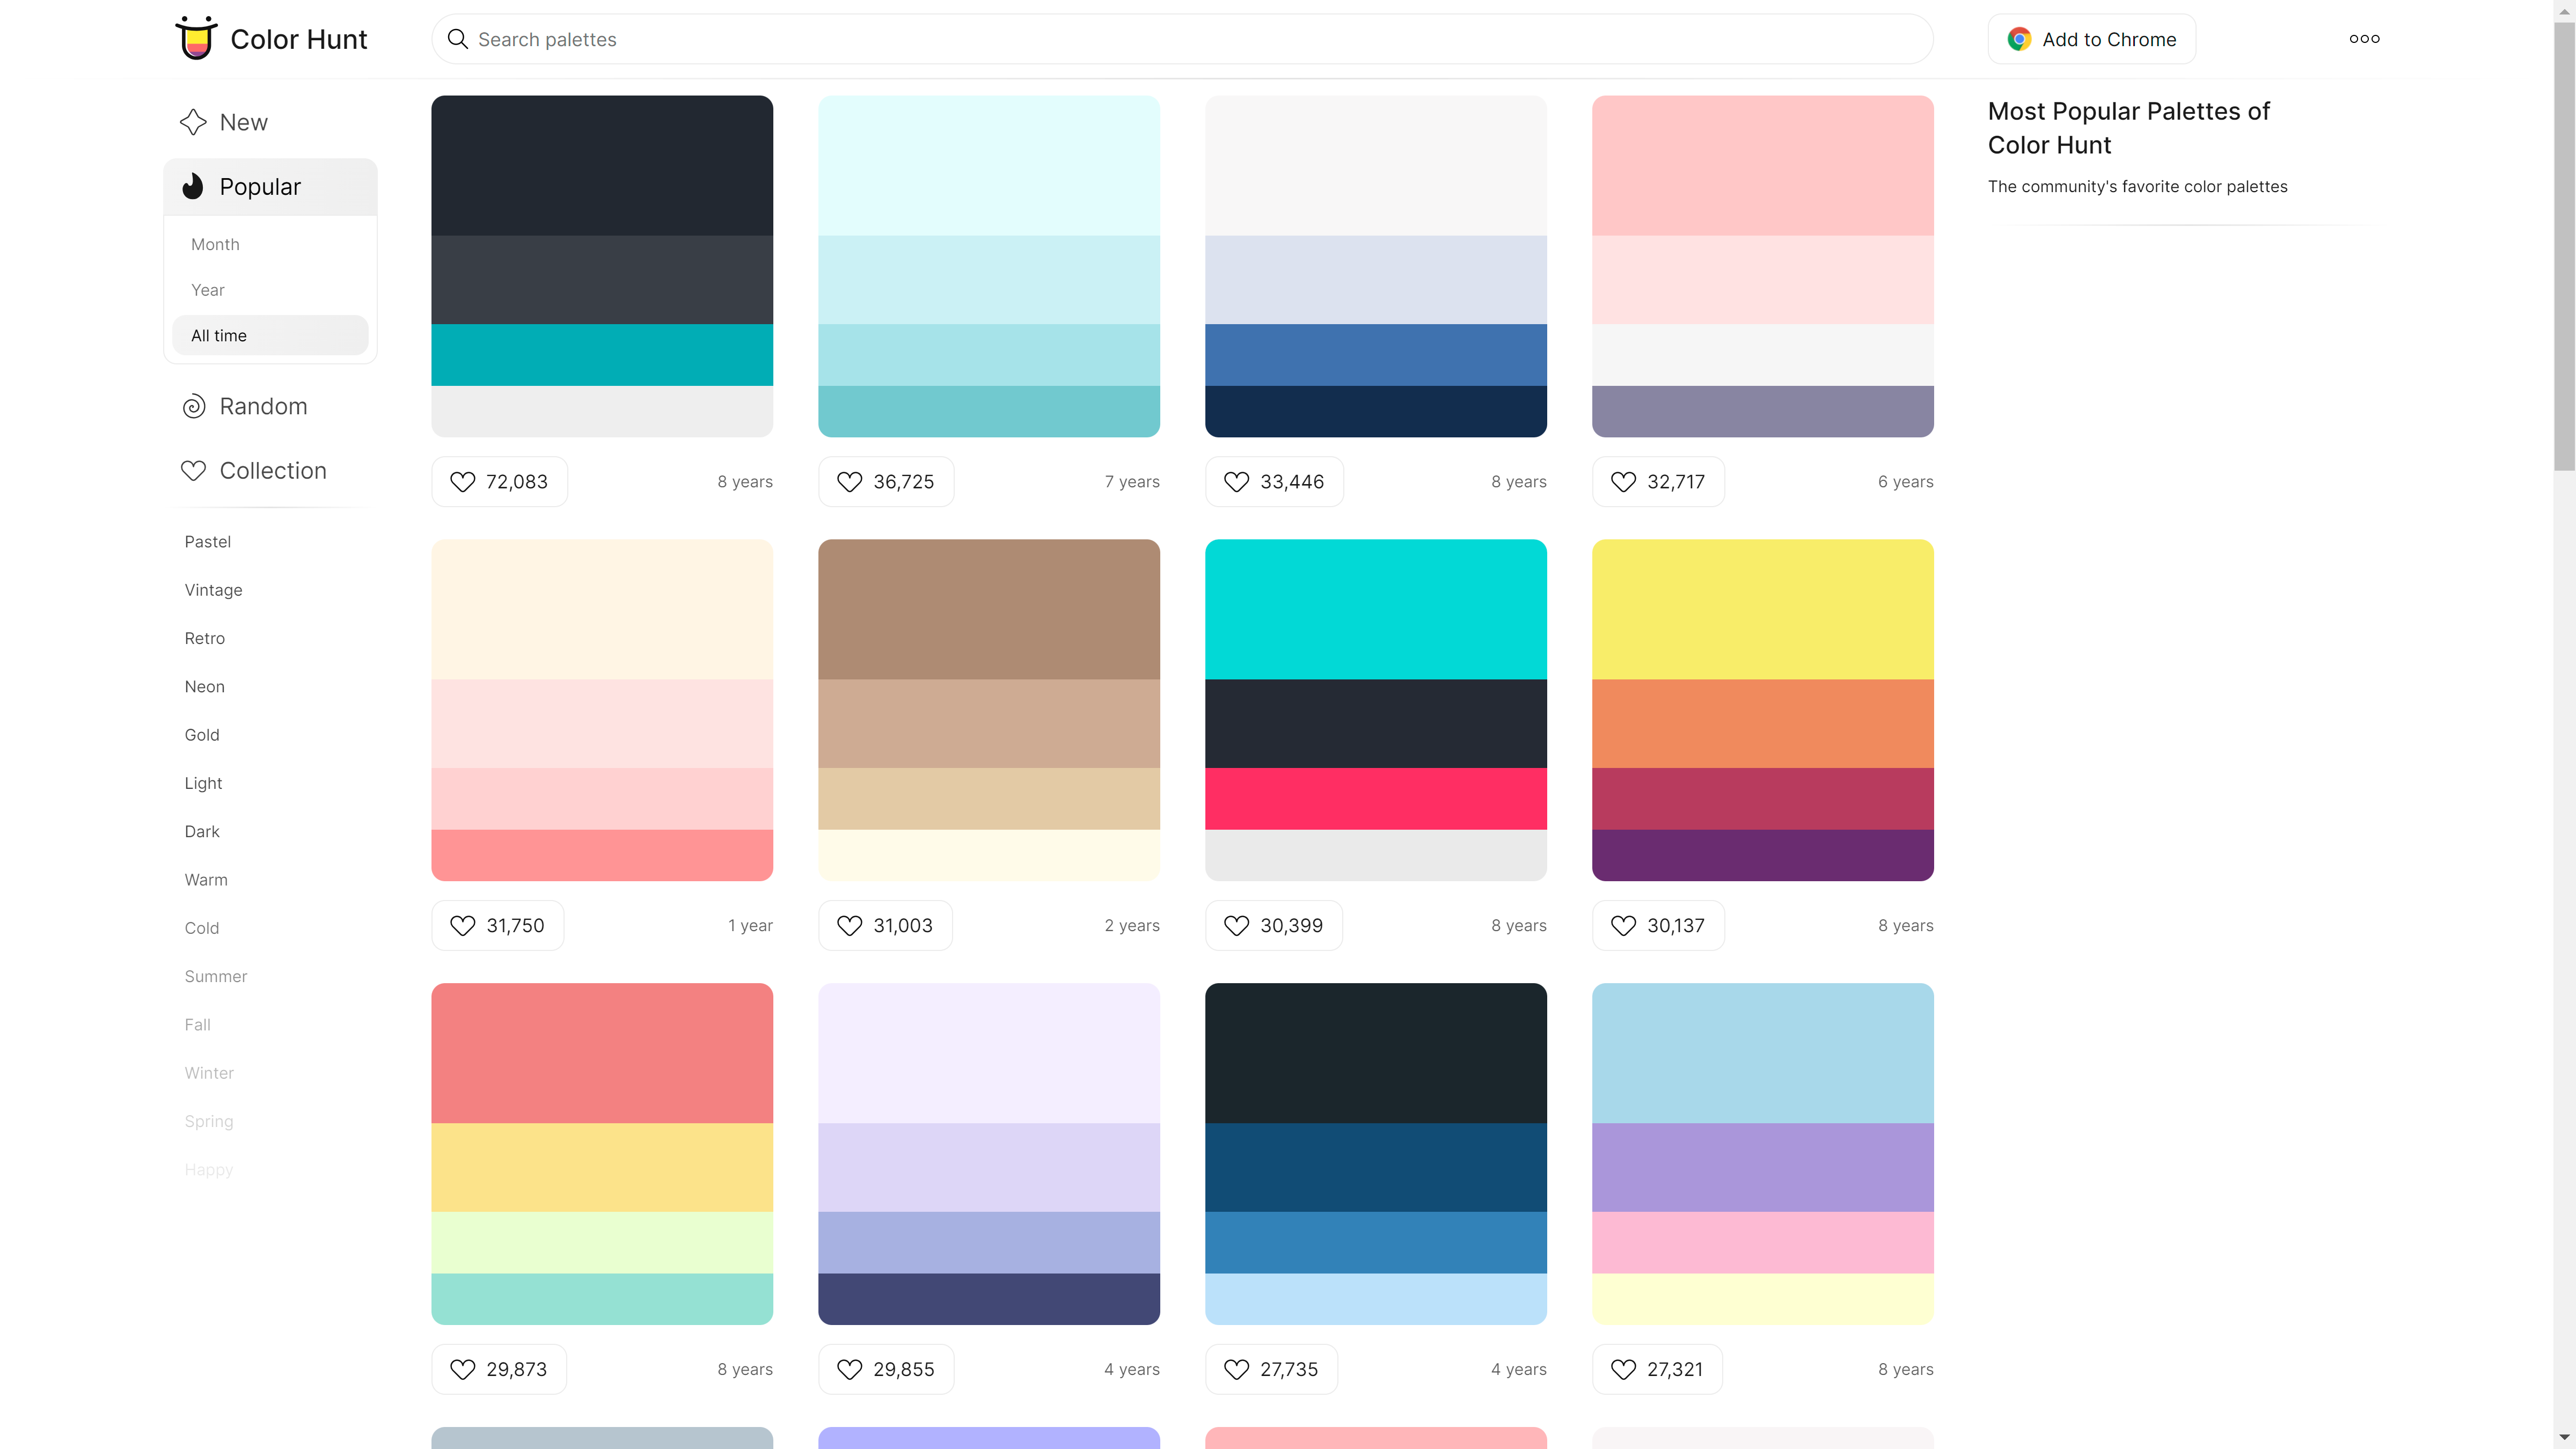 Color Hunt
Search palettes
Add to Chrome
New
Popular
Month
Year
All time
Random
Collection
Pastel
Vintage
Retro
Neon
Gold
Light
Dark
Warm
Cold
Summer
Fall
Winter
Spring
Happy
72,083 8 years
36,725 7 years
33,446 8 years
32,717 6 years
31,750 1 year
31,003 2 years
30,399 8 years
30,137 8 years
29,873 8 years
29,855 4 years
27,735 4 years
27,321 8 years
Most Popular Palettes of
Color Hunt
The community's favorite color palettes